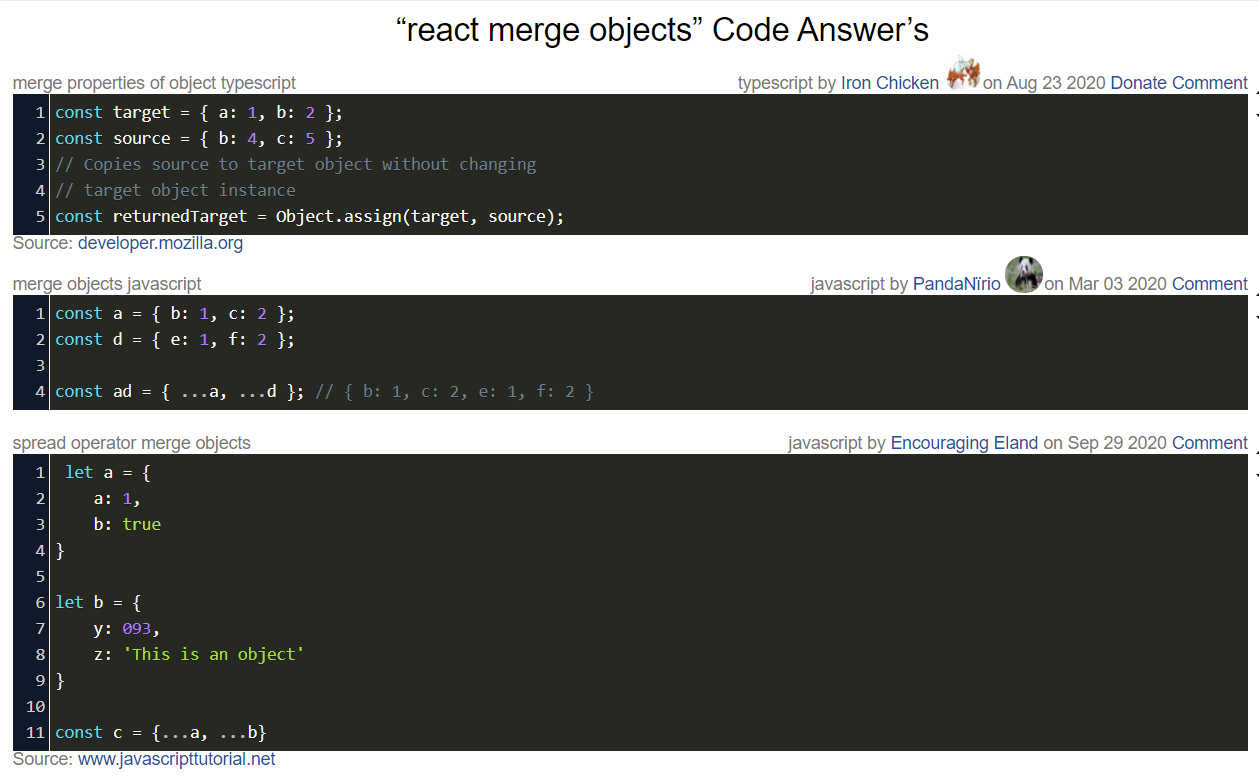 “react merge objects” Code Answer’s
merge properties of object typescript typescript by Iron Chicken on Aug 23 2020 Donate Comment
1 const target = { a: 1, b: 2 };
2 const source = { b: 4, c: 5 };
3 // Copies source to target object without changing
4 // target object instance
5 const returnedTarget = Object.assign(target, source);
Source: developer.mozilla.org
merge objects javascript javascript by PandaNïrio on Mar 03 2020 Comment
1 const a = { b: 1, c: 2 };
2 const d = { e: 1, f: 2 };
3
4 const ad = { ...a, ...d }; // { b: 1, c: 2, e: 1, f: 2 }
spread operator merge objects javascript by Encouraging Eland on Sep 29 2020 Comment
1 let a = {
2 a: 1,
3 b: true
4 }
5
6 let b = {
7 y: 093,
8 z: 'This is an object'
9 }
10
11 const c = {...a, ...b}
Source: www.javascripttutorial.net